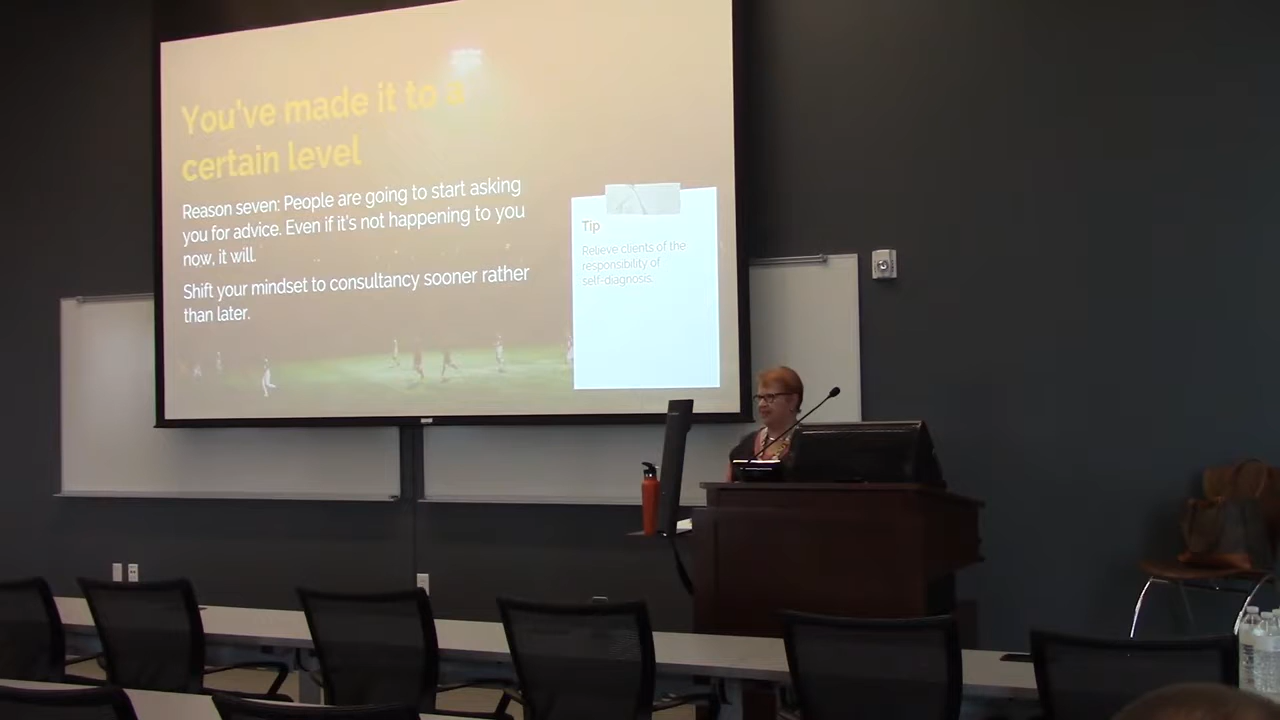 You've made it to a
certain level
Reason seven: People are going to start asking
you for advice. Even if it's not happening to you
now, it will.
Shift your mindset to consultancy sooner rather
than later.
Tip
Relieve clients of the
responsibility of
self-diagnosis.